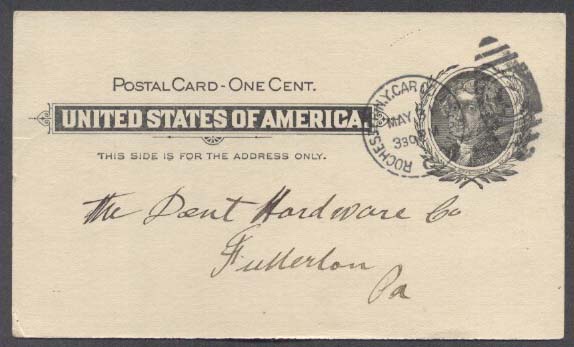 POSTAL CARD - ONE CENT.
UNITED STATES OF AMERICA.
THIS SIDE IS FOR THE ADDRESS ONLY.
ROCHESTER, N.Y.
MAY
The Dent Hardware Co
Fullerton
Pa